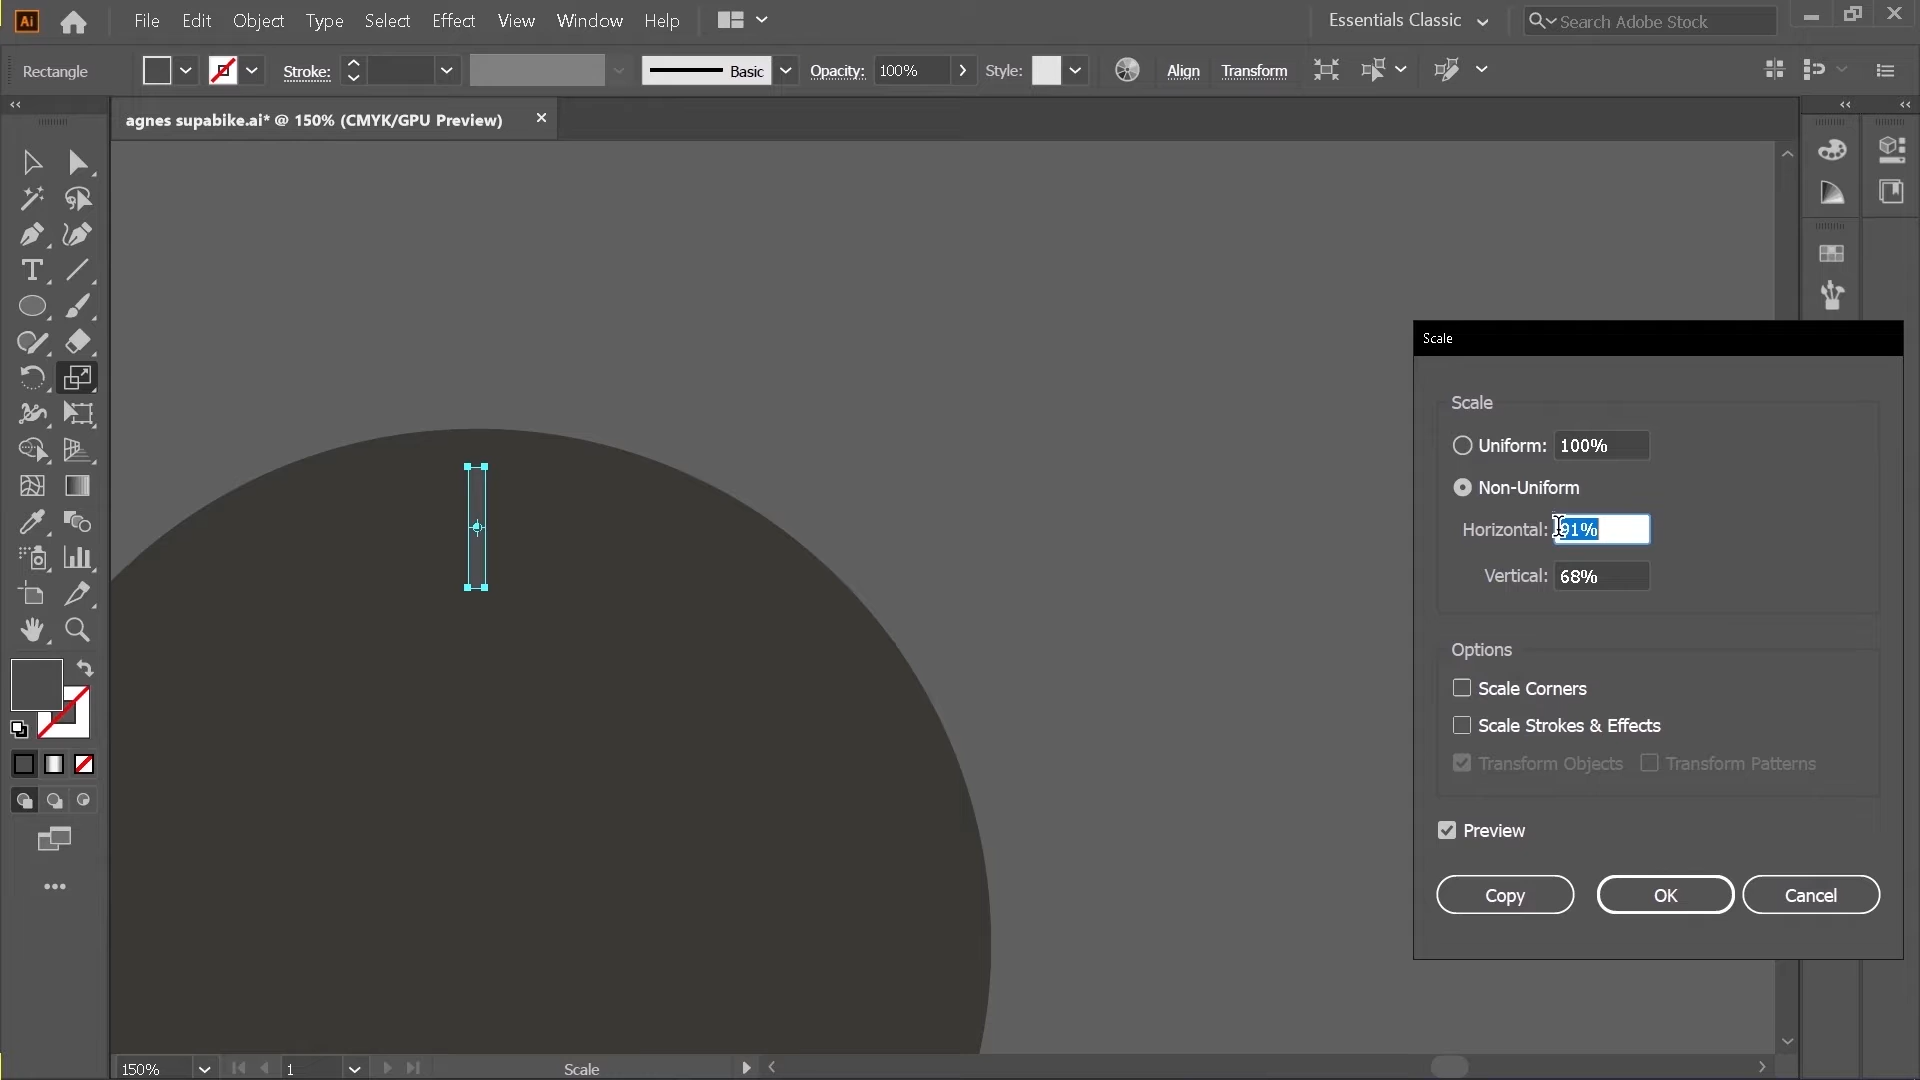 Ai File Edit Object Type Select Effect View Window Help Essentials Classic Search Adobe Stock
Rectangle Stroke: Basic Opacity: 100% Style: Align Transform
agnes supabike.ai* @ 150% (CMYK/GPU Preview)
Scale
Scale
Uniform: 100%
Non-Uniform
Horizontal: 91%
Vertical: 68%
Options
Scale Corners
Scale Strokes & Effects
Transform Objects Transform Patterns
Preview
Copy OK Cancel
150% 1 Scale